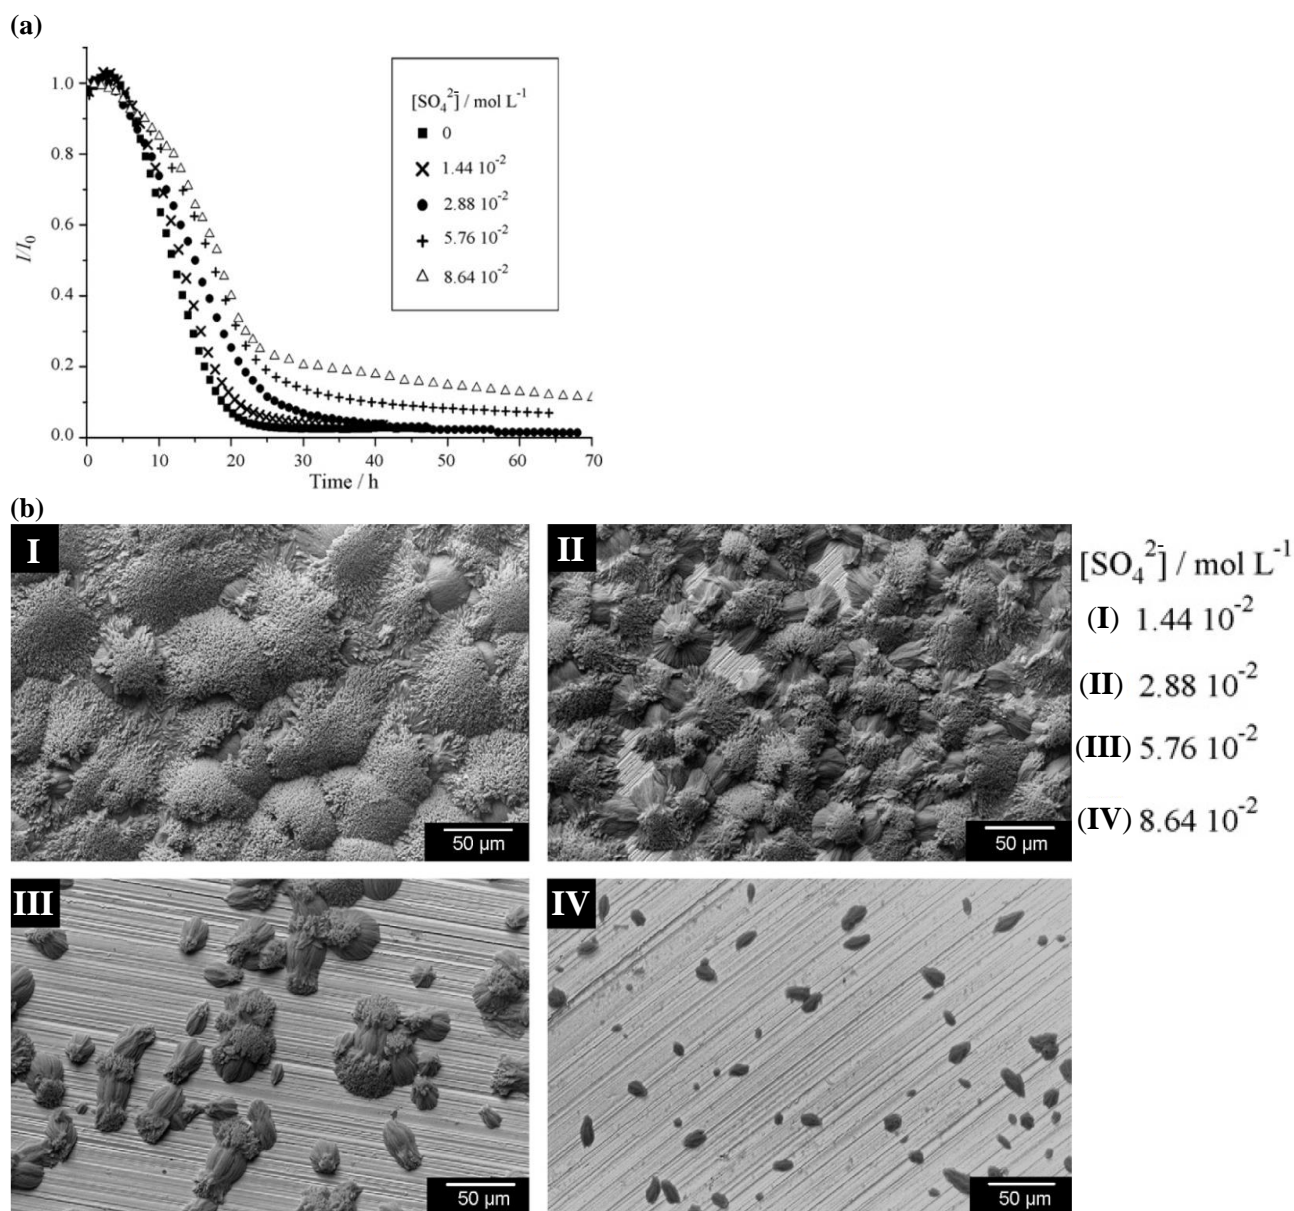 (a)
1.0
0.8
0.6
0.4
0.2
0.0
I/I₀
0 10 20 30 40 50 60 70
Time / h
[SO₄²⁻] / mol L⁻¹
0
1.44 10⁻²
2.88 10⁻²
5.76 10⁻²
8.64 10⁻²
(b)
I
50 µm
II
50 µm
III
50 µm
IV
50 µm
[SO₄²⁻] / mol L⁻¹
(I) 1.44 10⁻²
(II) 2.88 10⁻²
(III) 5.76 10⁻²
(IV) 8.64 10⁻²